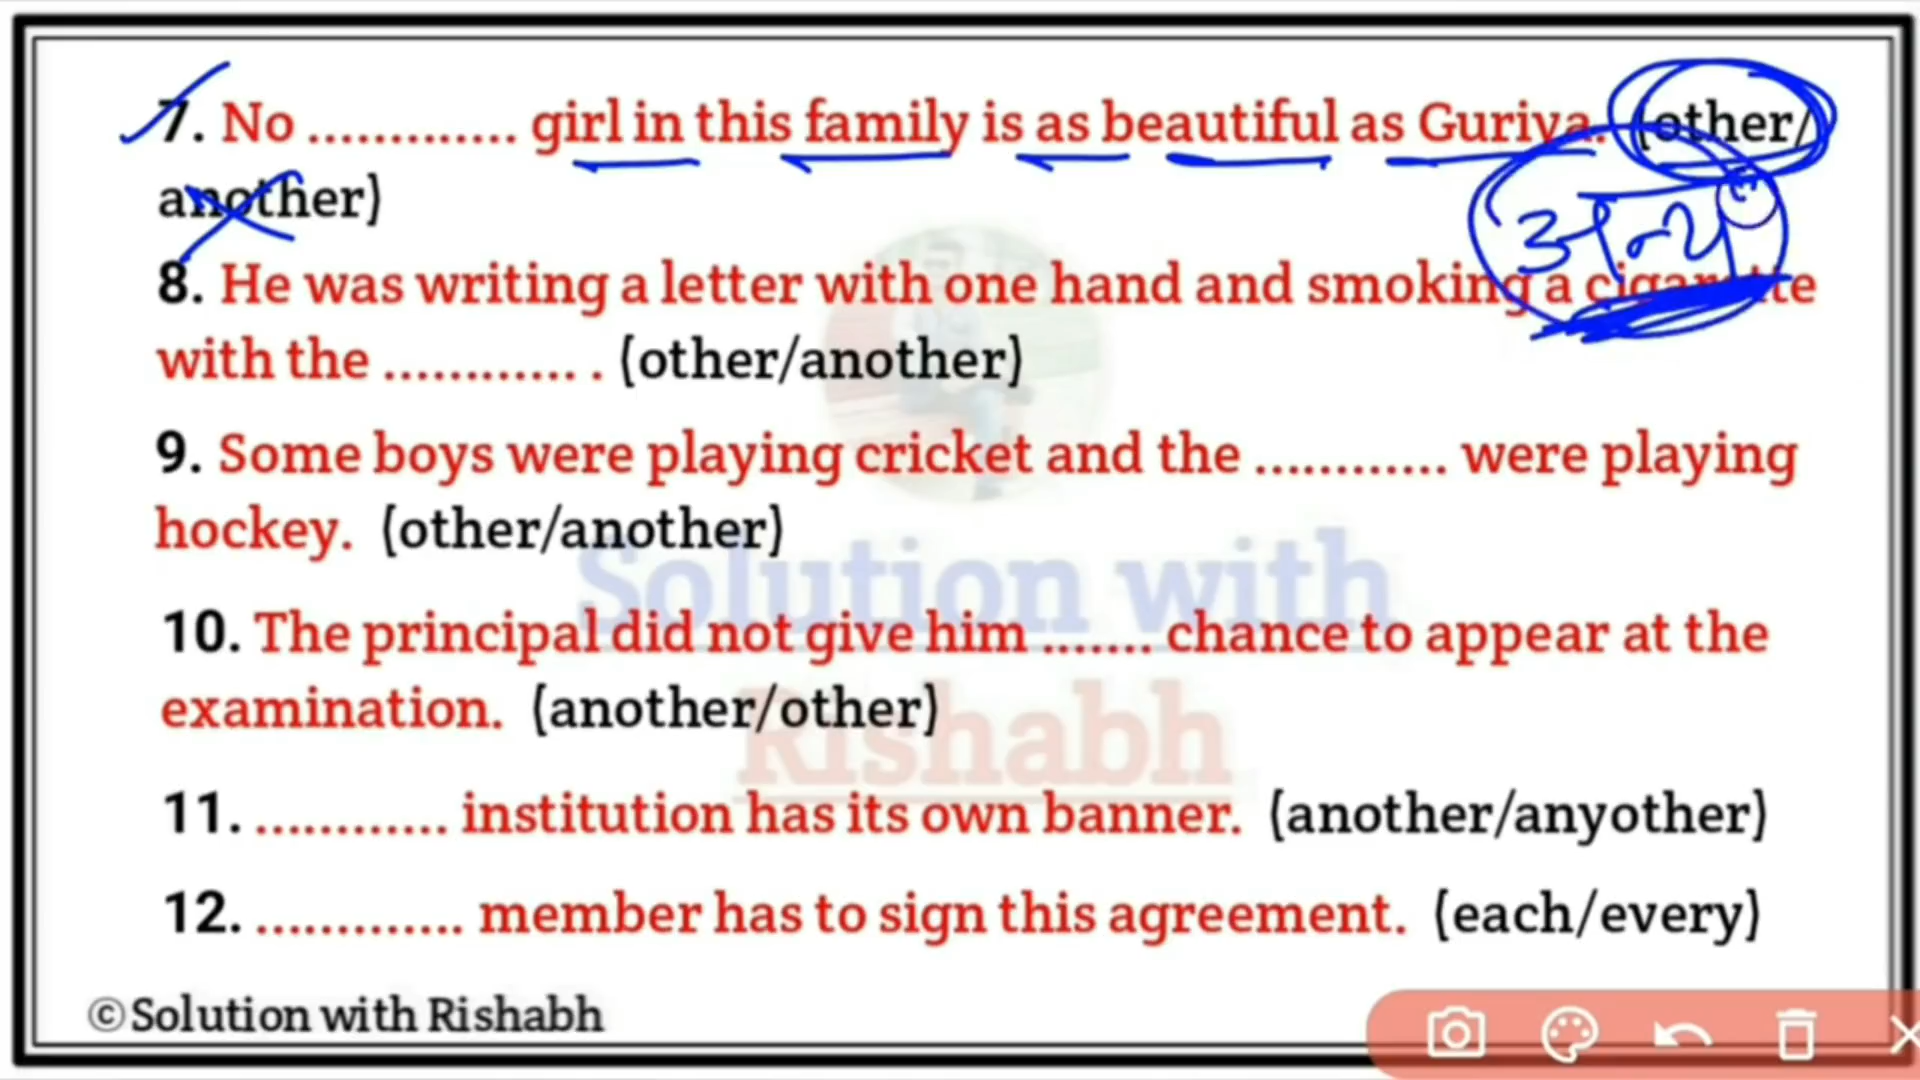 7. No ............. girl in this family is as beautiful as Guriya. (other/
another)
8. He was writing a letter with one hand and smoking a cigarette
with the ............ . (other/another)
9. Some boys were playing cricket and the ............ were playing
hockey. (other/another)
Solution with
10. The principal did not give him ....... chance to appear at the
examination. (another/other)
Rishabh
11. ............ institution has its own banner. (another/anyother)
12. ............. member has to sign this agreement. (each/every)
©Solution with Rishabh